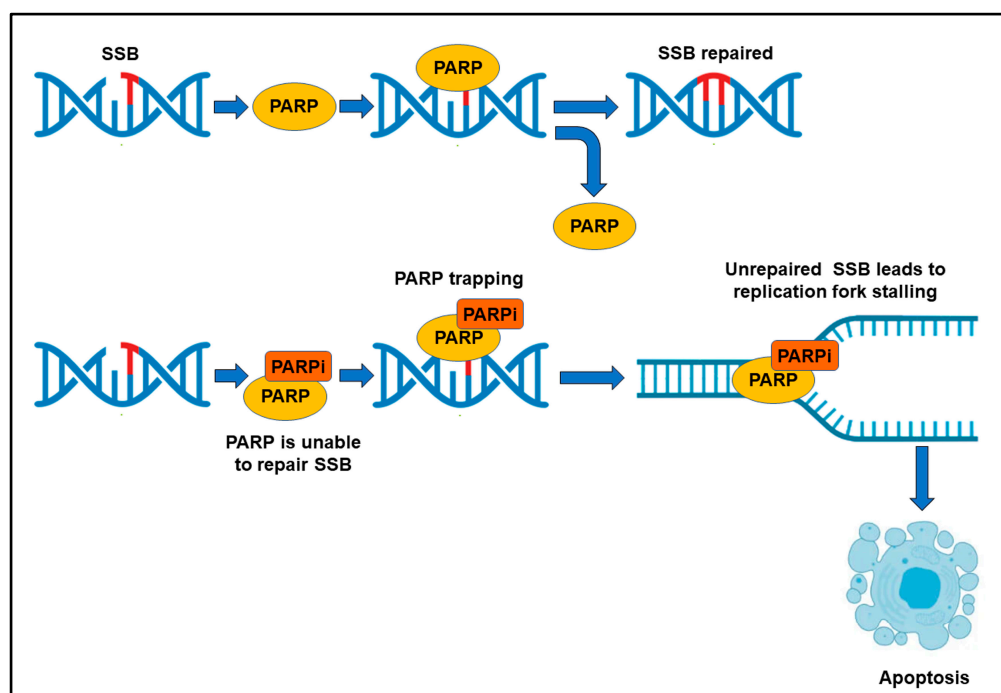 SSB
PARP
PARP
SSB repaired
PARP
PARP trapping
PARPi
PARP
PARPi
PARP
PARP is unable
to repair SSB
Unrepaired SSB leads to
replication fork stalling
PARPi
PARP
Apoptosis